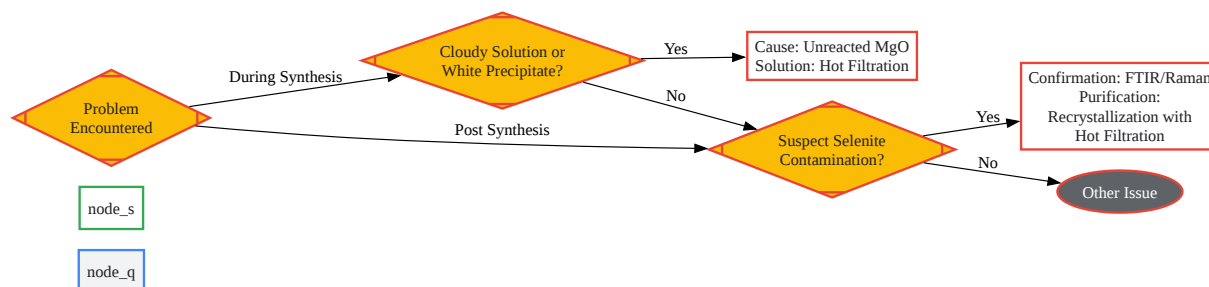 Problem
Encountered
During Synthesis
Post Synthesis
Cloudy Solution or
White Precipitate?
Yes
No
Cause: Unreacted MgO
Solution: Hot Filtration
Suspect Selenite
Contamination?
Yes
No
Confirmation: FTIR/Raman
Purification:
Recrystallization with
Hot Filtration
Other Issue
node_s
node_q